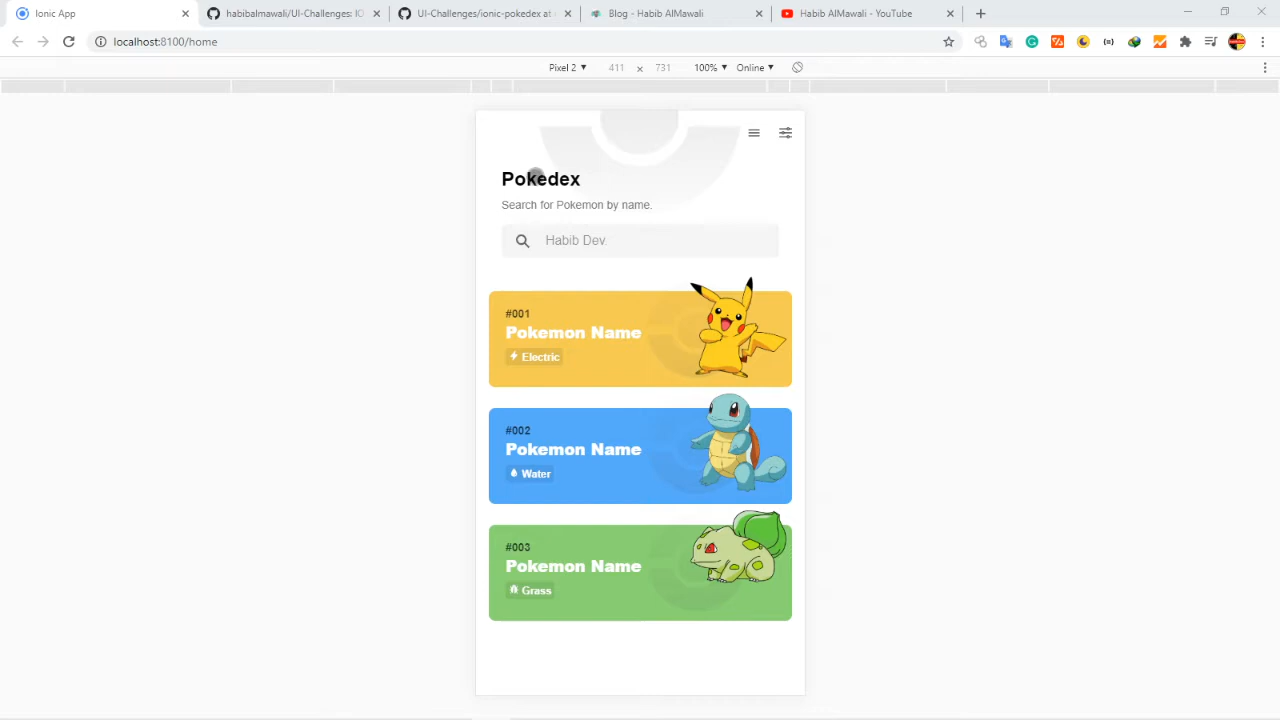 Ionic App
habibalmawali/UI-Challenges: IO
UI-Challenges/ionic-pokedex at
Blog - Habib AlMawali
Habib AlMawali - YouTube
localhost:8100/home
Pixel 2 ▼ 411 x 731 100% ▼ Online ▼
Pokedex
Search for Pokemon by name.
Habib Dev.
#001
Pokemon Name
Electric
#002
Pokemon Name
Water
#003
Pokemon Name
Grass